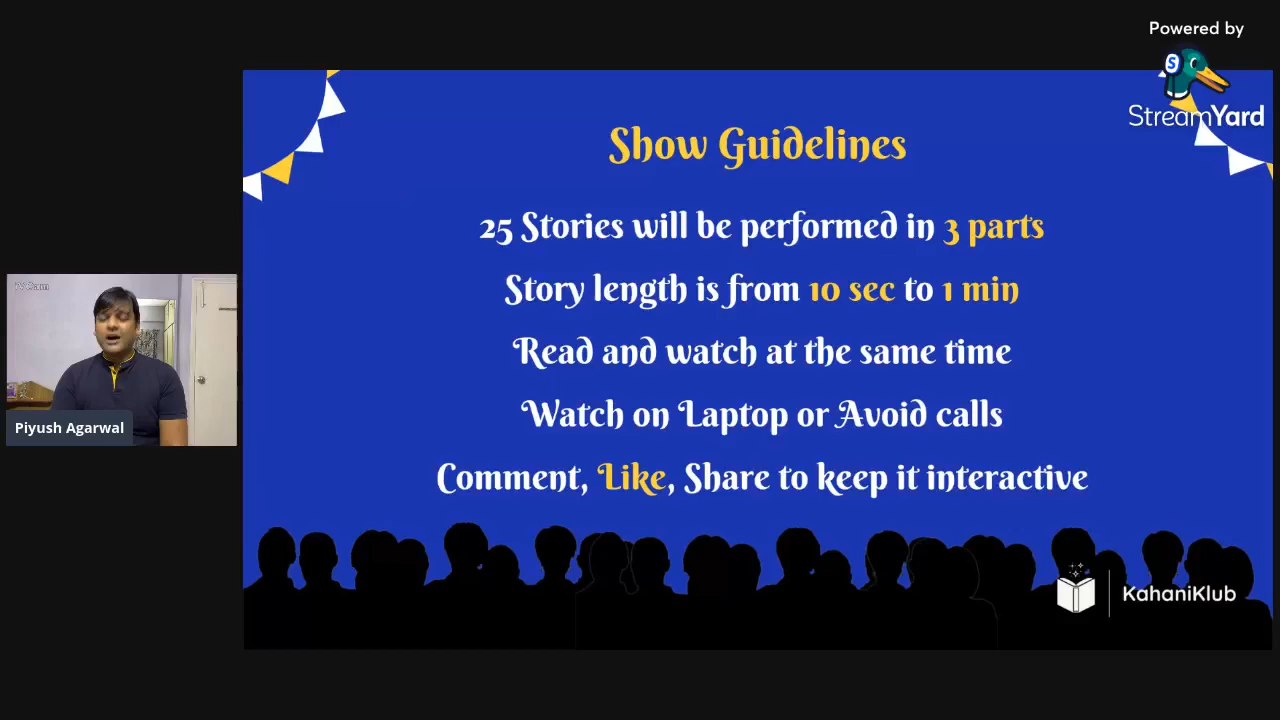 Powered by
StreamYard
Show Guidelines
25 Stories will be performed in 3 parts
Story length is from 10 sec to 1 min
Read and watch at the same time
Watch on Laptop or Avoid calls
Comment, Like, Share to keep it interactive
Piyush Agarwal
KahaniKlub